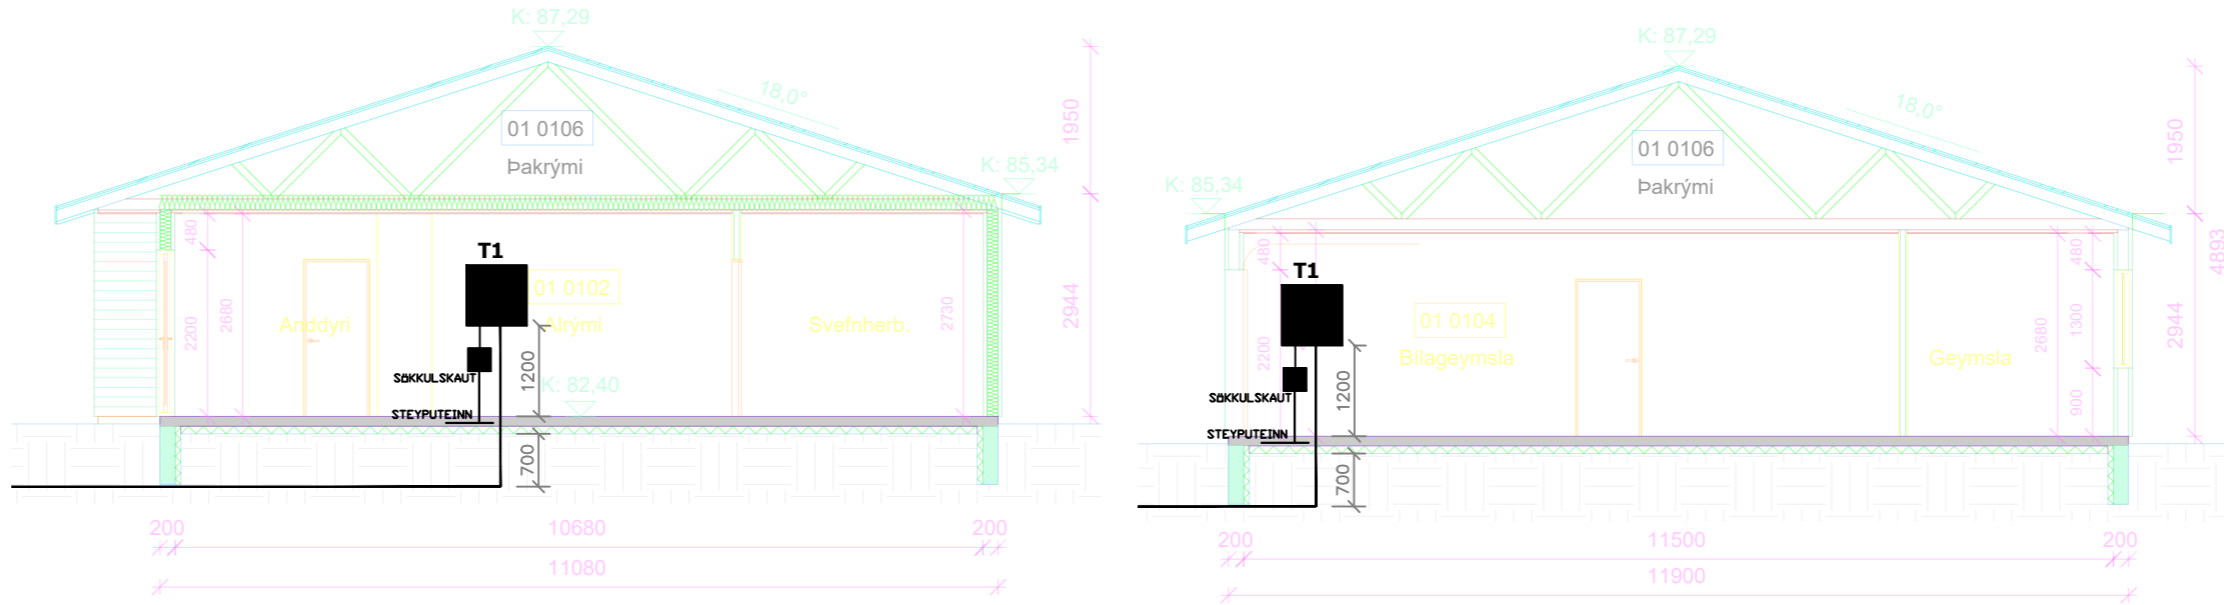 K: 87,29
18,0°
01 0106
Þakrými
K: 85,34
1950
480
2200
2680
T1
01 0102
Anddyri
Alrými
Svefnherb.
2730
2944
SÖKKULSKAUT
1200
K: 82,40
STEYPUTEINN
700
200
10680
200
11080
K: 87,29
18,0°
01 0106
Þakrými
K: 85,34
1950
4893
480
2200
T1
01 0104
Bílageymsla
Geymsla
2680
480
1300
900
2944
SÖKKULSKAUT
1200
STEYPUTEINN
700
200
11500
200
11900